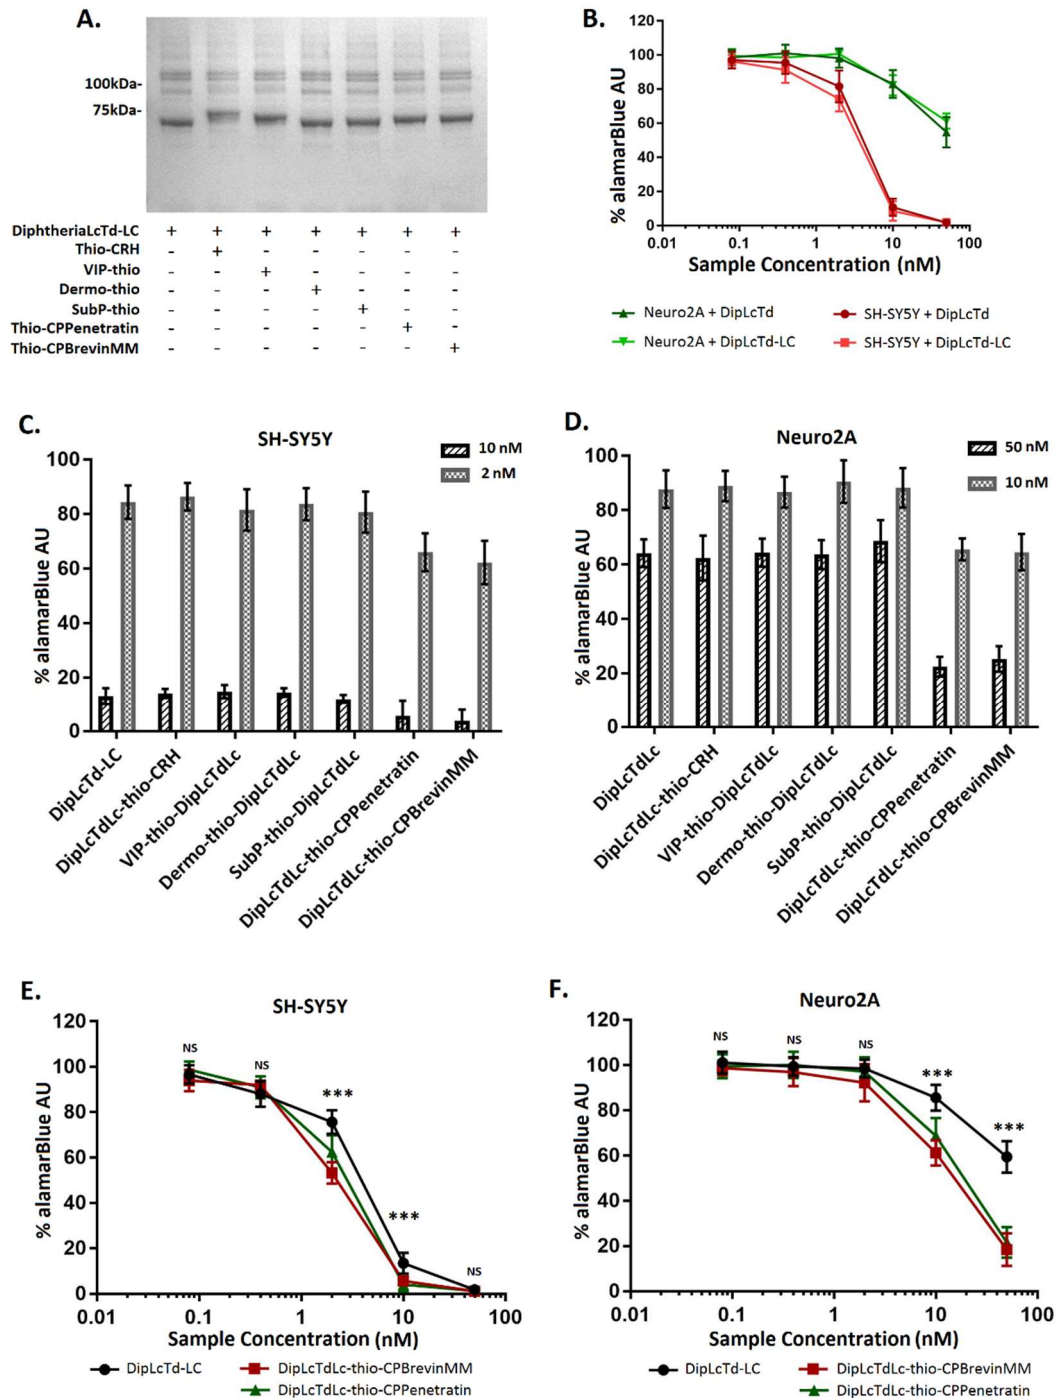 A.
100kDa-
75kDa-
DiphtheriaLcTd-LC + + + + + + +
Thio-CRH - + - - - - -
VIP-thio - - + - - - -
Dermo-thio - - - + - - -
SubP-thio - - - - + - -
Thio-CPPenetratin - - - - - + -
Thio-CPBrevinMM - - - - - - +
B.
% alamarBlue AU
120
100
80
60
40
20
0
0.01 0.1 1 10 100
Sample Concentration (nM)
Neuro2A + DipLcTd
SH-SY5Y + DipLcTd
Neuro2A + DipLcTd-LC
SH-SY5Y + DipLcTd-LC
C.
SH-SY5Y
10 nM
2 nM
% alamarBlue AU
100
80
60
40
20
0
DipLcTd-LC
DipLcTdLc-thio-CRH
VIP-thio-DipLcTdLc
Dermo-thio-DipLcTdLc
SubP-thio-DipLcTdLc
DipLcTdLc-thio-CPPenetratin
DipLcTdLc-thio-CPBrevinMM
D.
Neuro2A
50 nM
10 nM
% alamarBlue AU
100
80
60
40
20
0
DipLcTdLc
DipLcTdLc-thio-CRH
VIP-thio-DipLcTdLc
Dermo-thio-DipLcTdLc
SubP-thio-DipLcTdLc
DipLcTdLc-thio-CPPenetratin
DipLcTdLc-thio-CPBrevinMM
E.
SH-SY5Y
% alamarBlue AU
120
100
80
60
40
20
0
NS
NS
***
***
NS
0.01 0.1 1 10 100
Sample Concentration (nM)
DipLcTd-LC
DipLcTdLc-thio-CPBrevinMM
DipLcTdLc-thio-CPPenetratin
F.
Neuro2A
% alamarBlue AU
120
100
80
60
40
20
0
NS
NS
NS
***
***
0.01 0.1 1 10 100
Sample Concentration (nM)
DipLcTd-LC
DipLcTdLc-thio-CPBrevinMM
DipLcTdLc-thio-CPPenetratin